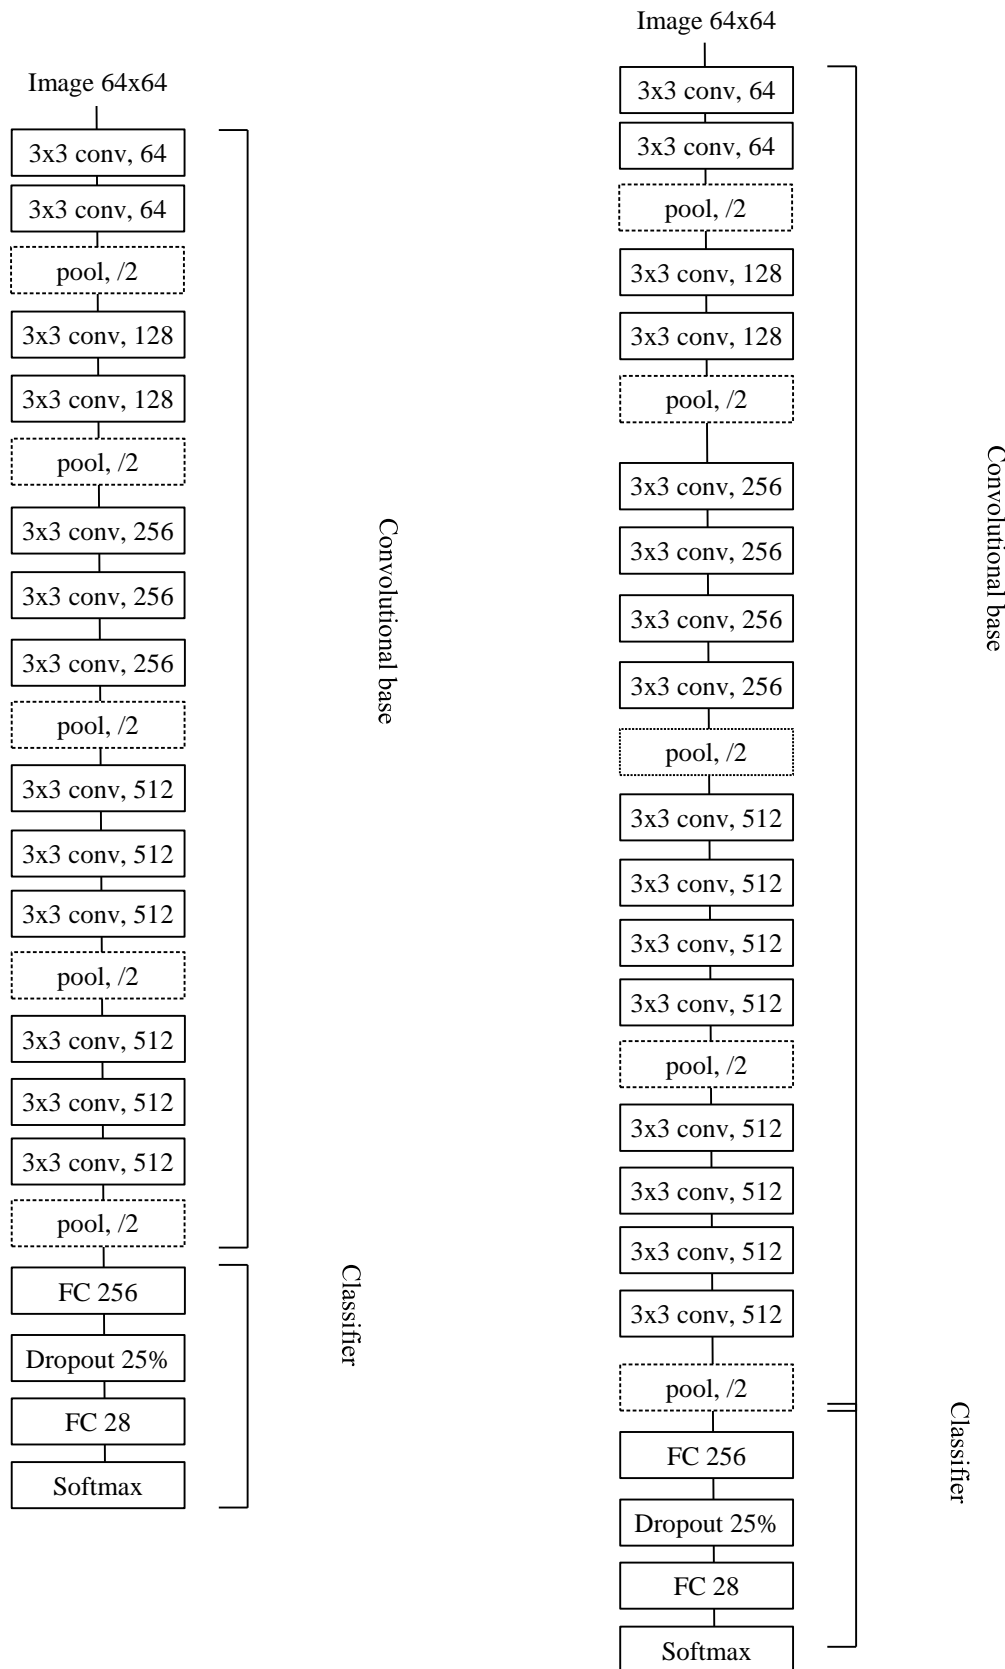 Image 64x64
3x3 conv, 64
3x3 conv, 64
pool, /2
3x3 conv, 128
3x3 conv, 128
pool, /2
3x3 conv, 256
3x3 conv, 256
3x3 conv, 256
pool, /2
3x3 conv, 512
3x3 conv, 512
3x3 conv, 512
pool, /2
3x3 conv, 512
3x3 conv, 512
3x3 conv, 512
pool, /2
FC 256
Dropout 25%
FC 28
Softmax
Convolutional base
Classifier
Image 64x64
3x3 conv, 64
3x3 conv, 64
pool, /2
3x3 conv, 128
3x3 conv, 128
pool, /2
3x3 conv, 256
3x3 conv, 256
3x3 conv, 256
3x3 conv, 256
pool, /2
3x3 conv, 512
3x3 conv, 512
3x3 conv, 512
3x3 conv, 512
pool, /2
3x3 conv, 512
3x3 conv, 512
3x3 conv, 512
3x3 conv, 512
pool, /2
FC 256
Dropout 25%
FC 28
Softmax
Convolutional base
Classifier